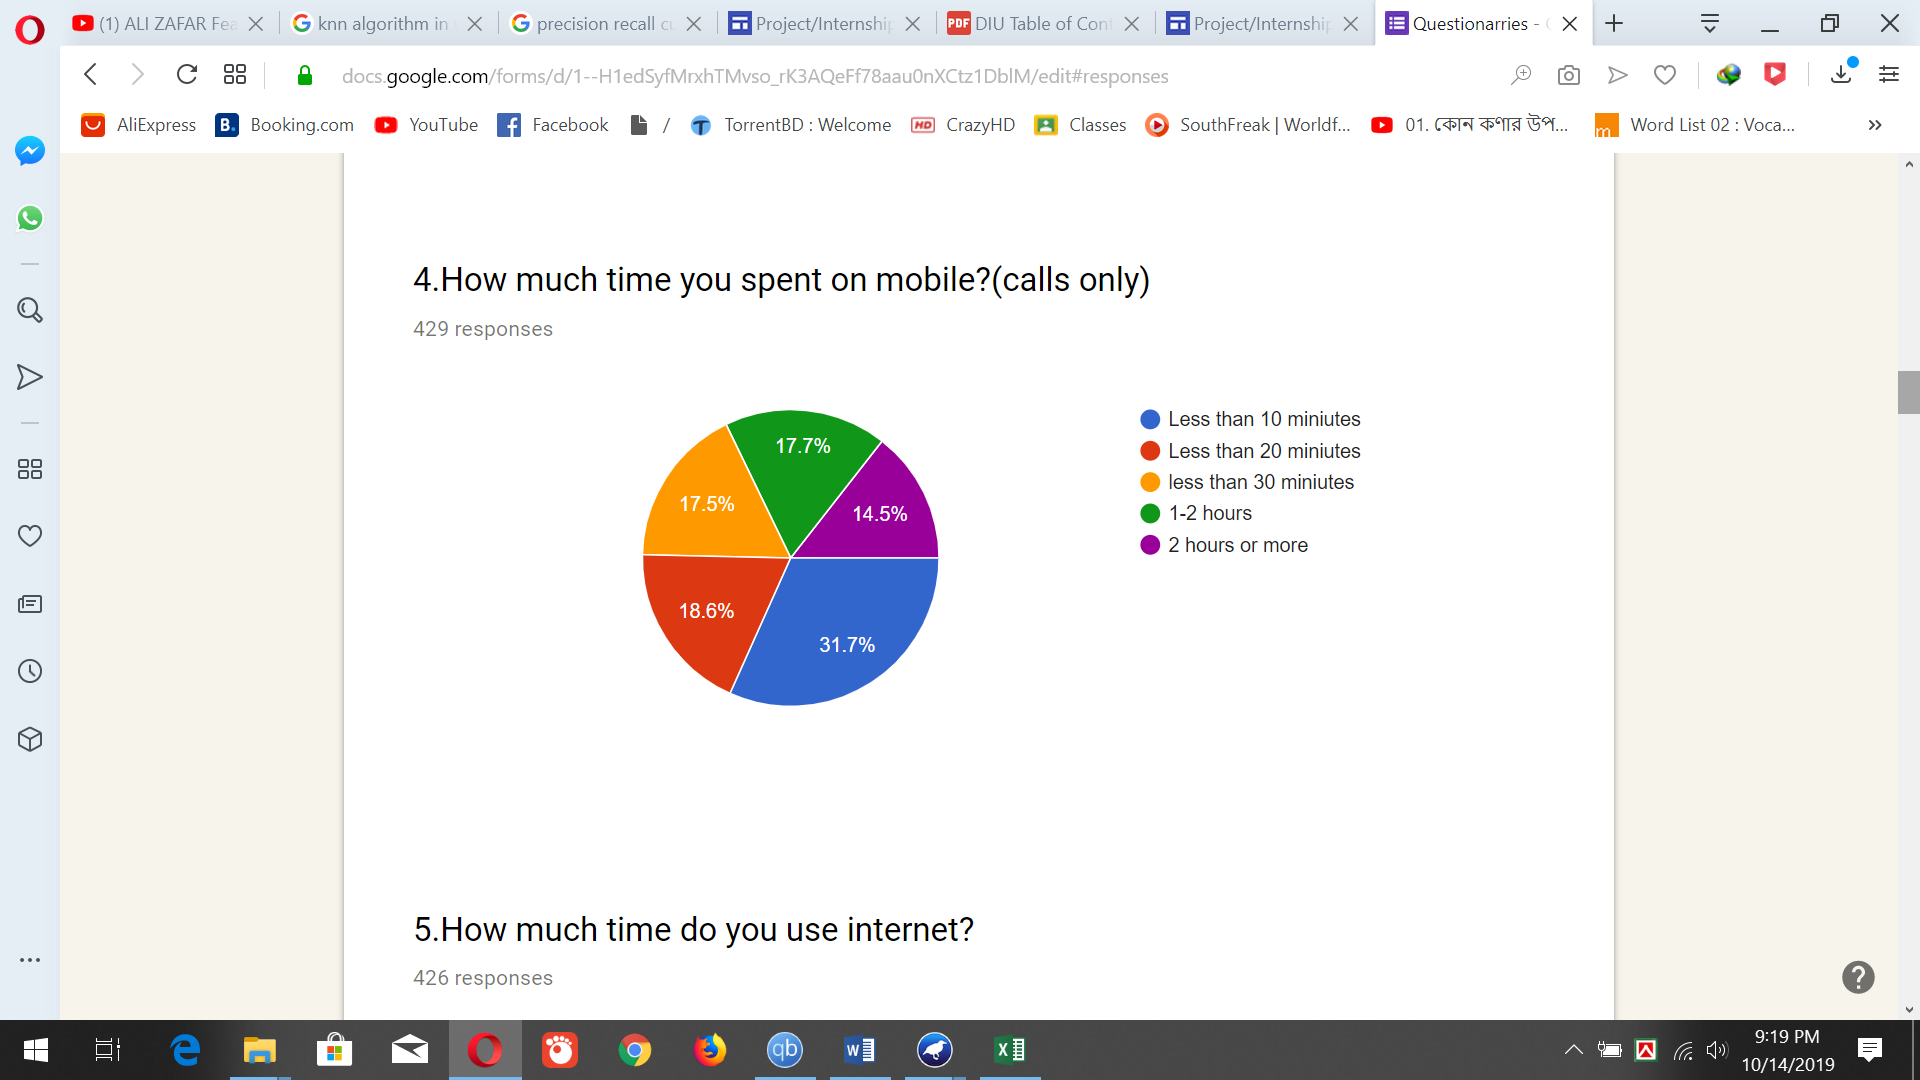 (1) ALI ZAFAR Fea
knn algorithm in
precision recall cu
Project/Internship
DIU Table of Cont
Project/Internship
Questionarries -
docs.google.com/forms/d/1--H1edSyfMrxhTMvso_rK3AQeFf78aau0nXCtz1DblM/edit#responses
AliExpress
Booking.com
YouTube
Facebook
/
TorrentBD : Welcome
CrazyHD
Classes
SouthFreak | Worldf...
01. কোন কণার উপ...
Word List 02 : Voca...
4.How much time you spent on mobile?(calls only)
429 responses
17.7%
17.5%
14.5%
18.6%
31.7%
Less than 10 miniutes
Less than 20 miniutes
less than 30 miniutes
1-2 hours
2 hours or more
5.How much time do you use internet?
426 responses
9:19 PM
10/14/2019